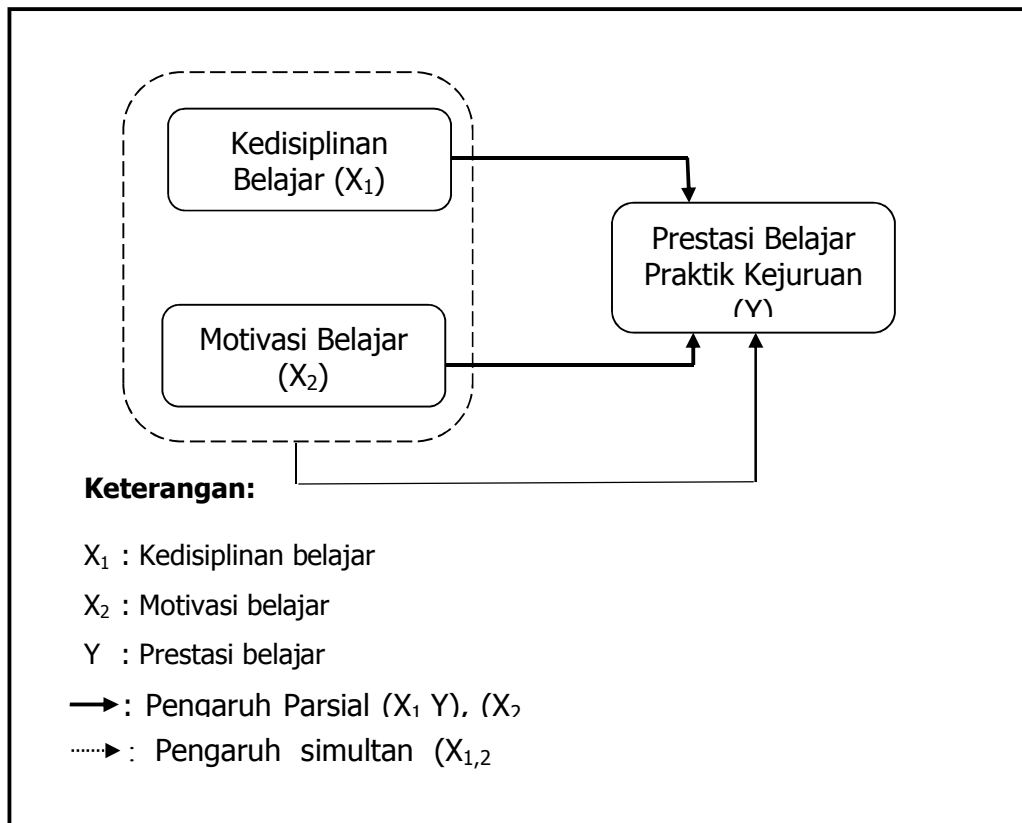 Kedisiplinan
Belajar (X₁)
Prestasi Belajar
Praktik Kejuruan
(Y)
Motivasi Belajar
(X₂)
Keterangan:
X₁ : Kedisiplinan belajar
X₂ : Motivasi belajar
Y : Prestasi belajar
: Pengaruh Parsial (X₁ Y), (X₂
: Pengaruh simultan (X₁,₂